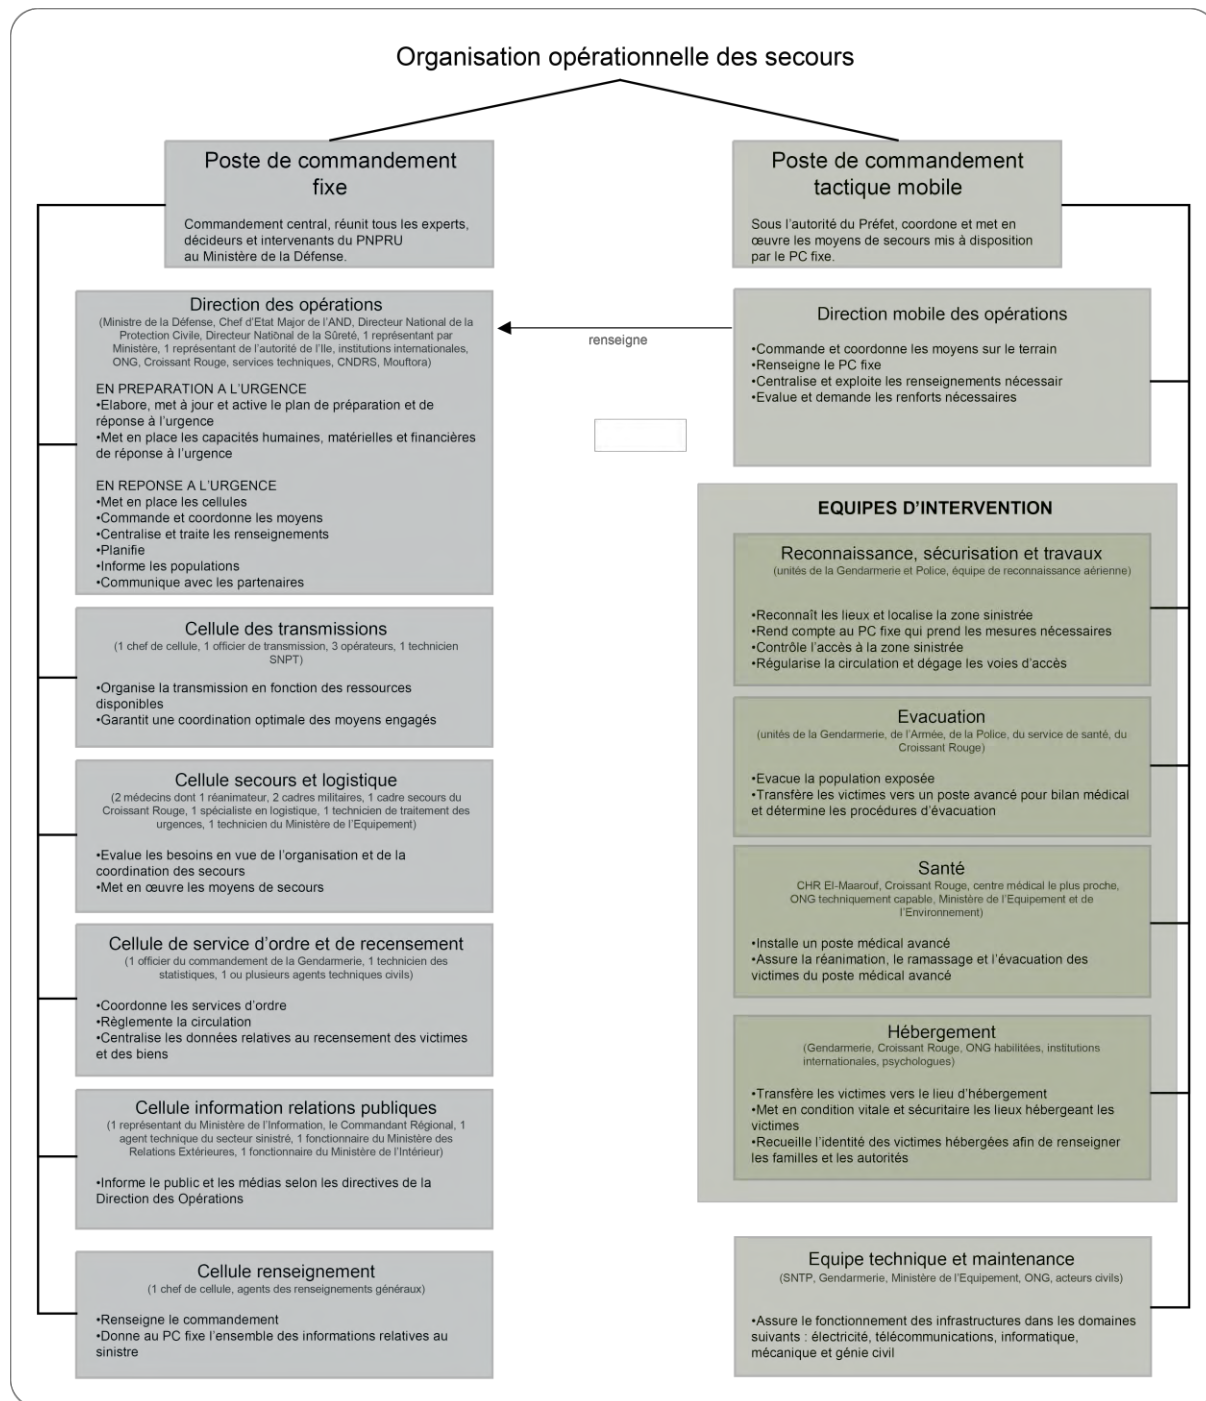 Organisation opérationnelle des secours
Poste de commandement
fixe
Commandement central, réunit tous les experts,
décideurs et intervenants du PNPRU
au Ministère de la Défense.
Direction des opérations
(Ministre de la Défense, Chef d'Etat Major de l'AND, Directeur National de la
Protection Civile, Directeur National de la Sûreté, 1 représentant par
Ministère, 1 représentant de l'autorité de l'Ile, institutions internationales,
ONG, Croissant Rouge, services techniques, CNDRS, Mouftora)
EN PREPARATION A L'URGENCE
•Elabore, met à jour et active le plan de préparation et de
réponse à l'urgence
•Met en place les capacités humaines, matérielles et financières
de réponse à l'urgence
EN REPONSE A L'URGENCE
•Met en place les cellules
•Commande et coordonne les moyens
•Centralise et traite les renseignements
•Planifie
•Informe les populations
•Communique avec les partenaires
Cellule des transmissions
(1 chef de cellule, 1 officier de transmission, 3 opérateurs, 1 technicien
SNPT)
•Organise la transmission en fonction des ressources
disponibles
•Garantit une coordination optimale des moyens engagés
Cellule secours et logistique
(2 médecins dont 1 réanimateur, 2 cadres militaires, 1 cadre secours du
Croissant Rouge, 1 spécialiste en logistique, 1 technicien de traitement des
urgences, 1 technicien du Ministère de l'Equipement)
•Evalue les besoins en vue de l'organisation et de la
coordination des secours
•Met en œuvre les moyens de secours
Cellule de service d'ordre et de recensement
(1 officier du commandement de la Gendarmerie, 1 technicien des
statistiques, 1 ou plusieurs agents techniques civils)
•Coordonne les services d'ordre
•Règlemente la circulation
•Centralise les données relatives au recensement des victimes
et des biens
Cellule information relations publiques
(1 représentant du Ministère de l'Information, le Commandant Régional, 1
agent technique du secteur sinistré, 1 fonctionnaire du Ministère des
Relations Extérieures, 1 fonctionnaire du Ministère de l'Intérieur)
•Informe le public et les médias selon les directives de la
Direction des Opérations
Cellule renseignement
(1 chef de cellule, agents des renseignements généraux)
•Renseigne le commandement
•Donne au PC fixe l'ensemble des informations relatives au
sinistre
renseigne
Poste de commandement
tactique mobile
Sous l'autorité du Préfet, coordone et met en
œuvre les moyens de secours mis à disposition
par le PC fixe.
Direction mobile des opérations
•Commande et coordonne les moyens sur le terrain
•Renseigne le PC fixe
•Centralise et exploite les renseignements nécessair
•Evalue et demande les renforts nécessaires
EQUIPES D'INTERVENTION
Reconnaissance, sécurisation et travaux
(unités de la Gendarmerie et Police, équipe de reconnaissance aérienne)
•Reconnaît les lieux et localise la zone sinistrée
•Rend compte au PC fixe qui prend les mesures nécessaires
•Contrôle l'accès à la zone sinistrée
•Régularise la circulation et dégage les voies d'accès
Evacuation
(unités de la Gendarmerie, de l'Armée, de la Police, du service de santé, du
Croissant Rouge)
•Evacue la population exposée
•Transfère les victimes vers un poste avancé pour bilan médical
et détermine les procédures d'évacuation
Santé
CHR El-Maarouf, Croissant Rouge, centre médical le plus proche,
ONG techniquement capable, Ministère de l'Equipement et de
l'Environnement)
•Installe un poste médical avancé
•Assure la réanimation, le ramassage et l'évacuation des
victimes du poste médical avancé
Hébergement
(Gendarmerie, Croissant Rouge, ONG habilitées, institutions
internationales, psychologues)
•Transfère les victimes vers le lieu d'hébergement
•Met en condition vitale et sécuritaire les lieux hébergeant les
victimes
•Recueille l'identité des victimes hébergées afin de renseigner
les familles et les autorités
Equipe technique et maintenance
(SNTP, Gendarmerie, Ministère de l'Equipement, ONG, acteurs civils)
•Assure le fonctionnement des infrastructures dans les domaines
suivants : électricité, télécommunications, informatique,
mécanique et génie civil